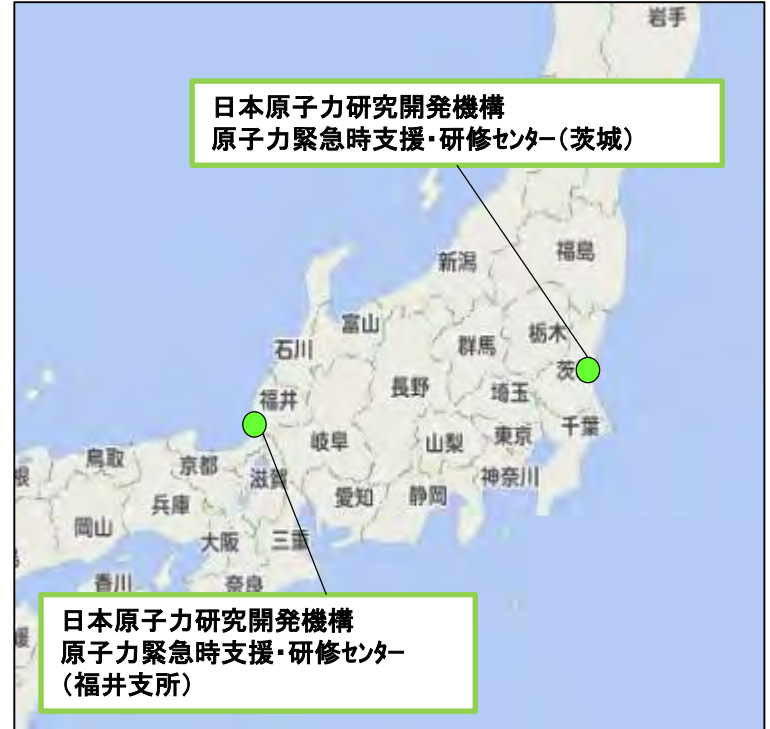 岩手
日本原子力研究開発機構
原子力緊急時支援・研修センター（茨城）
福島
新潟
富山
栃木
石川
群馬
茨
長野
埼玉
福井
千葉
東京
岐阜
山梨
鳥取
京都
滋賀
神奈川
愛知
静岡
兵庫
岡山
大阪
三重
香川
奈良
日本原子力研究開発機構
原子力緊急時支援・研修センター
（福井支所）